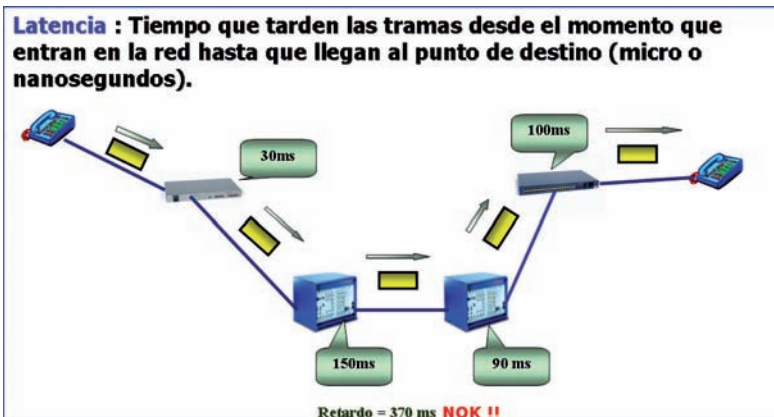 Latencia : Tiempo que tarden las tramas desde el momento que
entran en la red hasta que llegan al punto de destino (micro o
nanosegundos).
100ms
30ms
150ms
90 ms
Retardo = 370 ms NOK !!